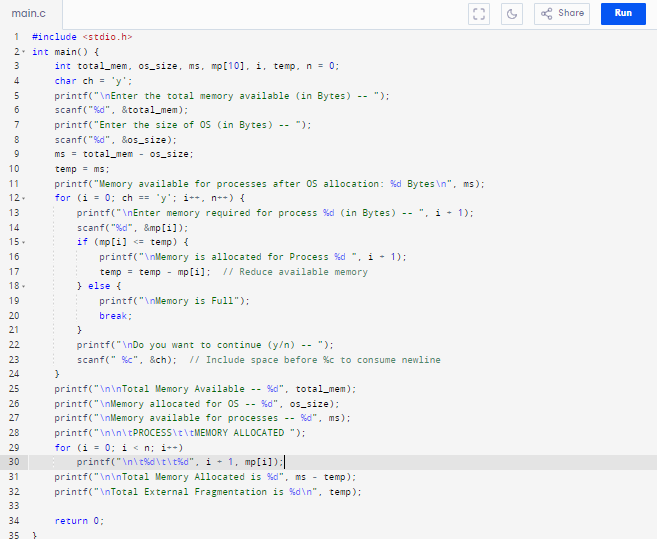 main.c
Share
Run
1 #include <stdio.h>
2 int main() {
3 int total_mem, os_size, ms, mp[10], i, temp, n = 0;
4 char ch = 'y';
5 printf("\nEnter the total memory available (in Bytes) -- ");
6 scanf("%d", &total_mem);
7 printf("Enter the size of OS (in Bytes) -- ");
8 scanf("%d", &os_size);
9 ms = total_mem - os_size;
10 temp = ms;
11 printf("Memory available for processes after OS allocation: %d Bytes\n", ms);
12 for (i = 0; ch == 'y'; i++, n++) {
13 printf("\nEnter memory required for process %d (in Bytes) -- ", i + 1);
14 scanf("%d", &mp[i]);
15 if (mp[i] <= temp) {
16 printf("\nMemory is allocated for Process %d ", i + 1);
17 temp = temp - mp[i]; // Reduce available memory
18 } else {
19 printf("\nMemory is Full");
20 break;
21 }
22 printf("\nDo you want to continue (y/n) -- ");
23 scanf(" %c", &ch); // Include space before %c to consume newline
24 }
25 printf("\n\nTotal Memory Available -- %d", total_mem);
26 printf("\nMemory allocated for OS -- %d", os_size);
27 printf("\nMemory available for processes -- %d", ms);
28 printf("\n\n\tPROCESS\t\tMEMORY ALLOCATED ");
29 for (i = 0; i < n; i++)
30 printf("\n\t%d\t\t%d", i + 1, mp[i]);
31 printf("\n\nTotal Memory Allocated is %d", ms - temp);
32 printf("\nTotal External Fragmentation is %d\n", temp);
33
34 return 0;
35 }